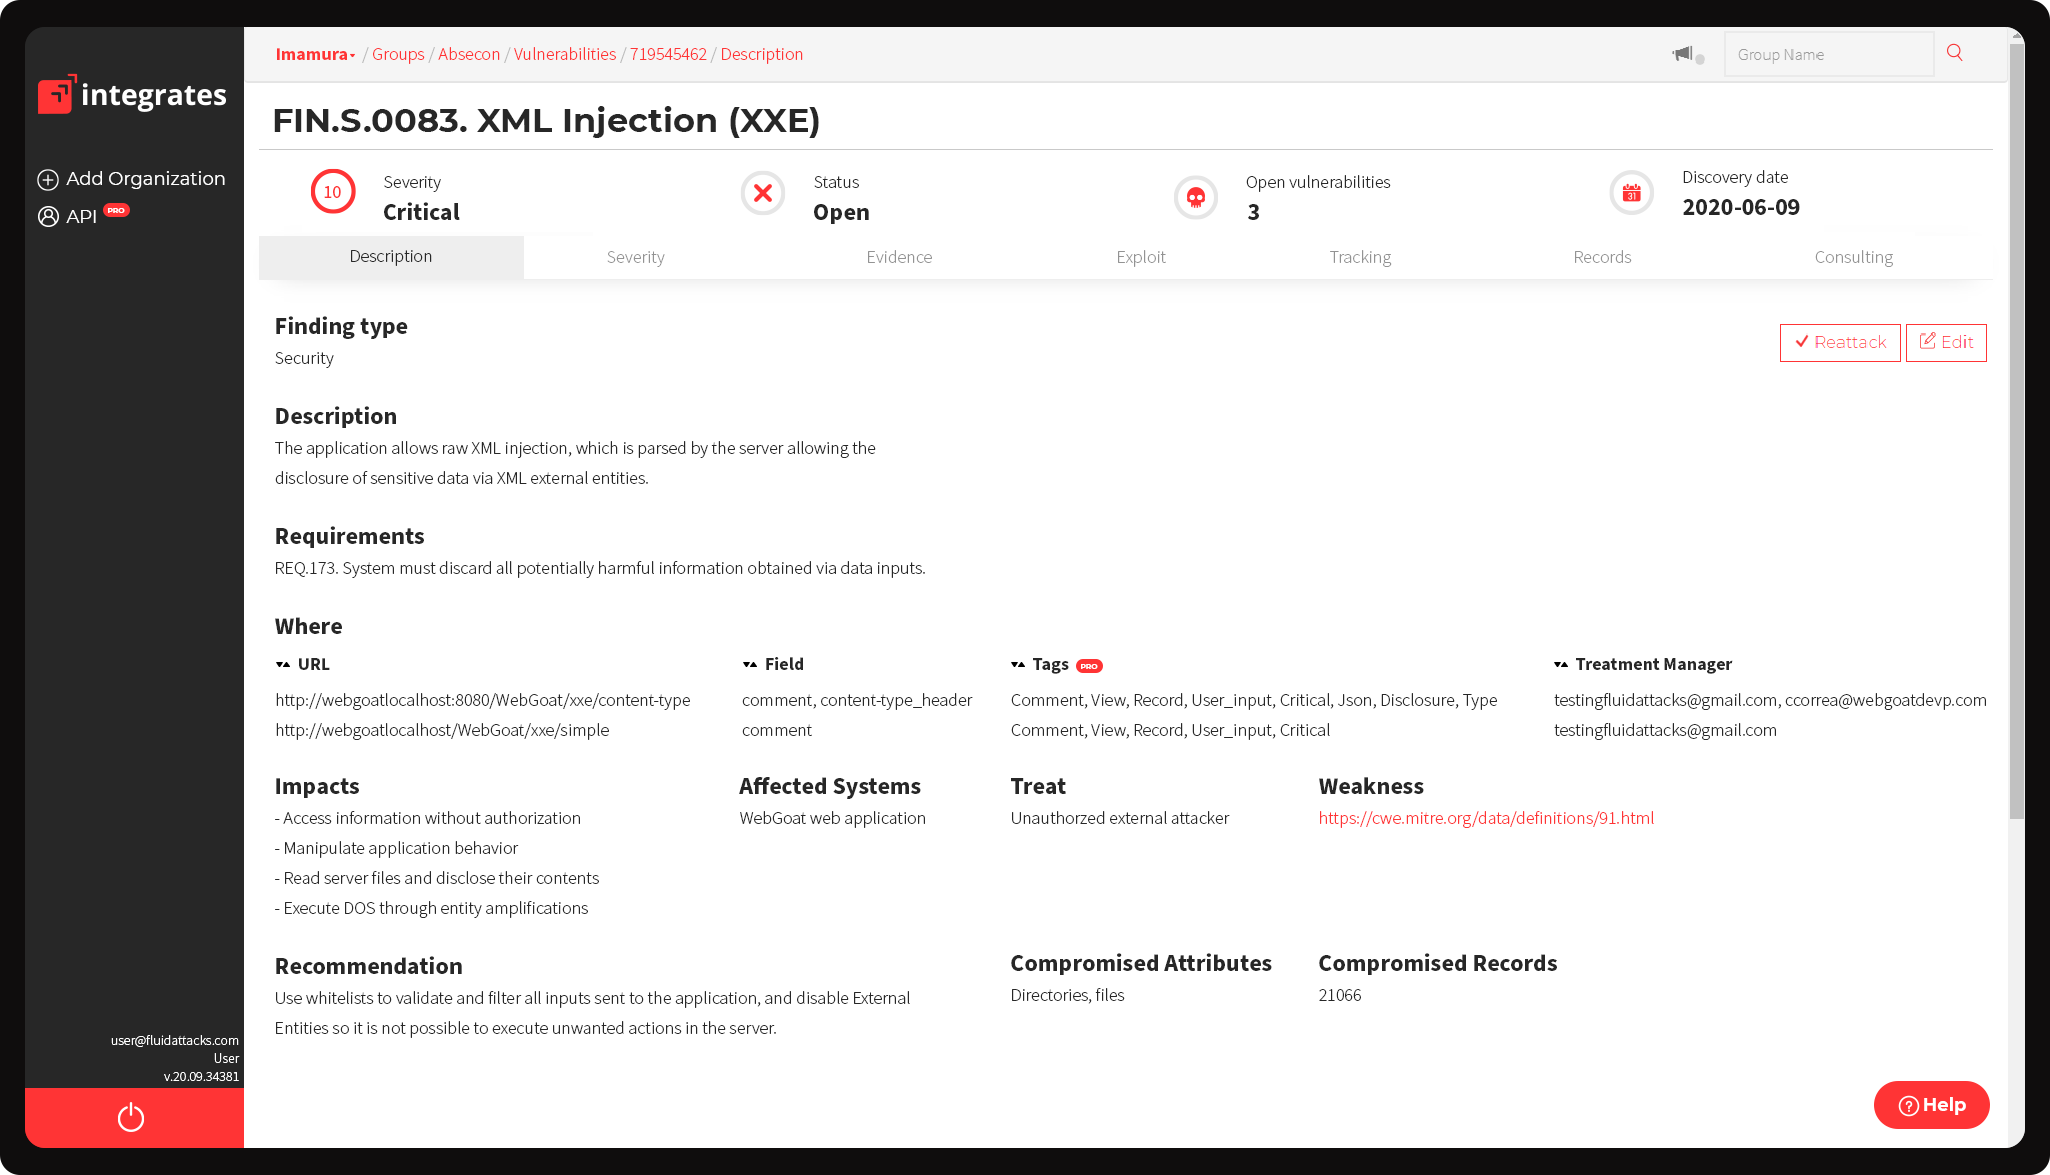 integrates
Add Organization
API PRO
user@fluidattacks.com
User
v.20.09.34381
Imamura / Groups / Absecon / Vulnerabilities / 719545462 / Description
Group Name
FIN.S.0083. XML Injection (XXE)
10 Severity Critical
Status Open
Open vulnerabilities 3
31 Discovery date 2020-06-09
Description Severity Evidence Exploit Tracking Records Consulting
Finding type
Security
Reattack Edit
Description
The application allows raw XML injection, which is parsed by the server allowing the
disclosure of sensitive data via XML external entities.
Requirements
REQ.173. System must discard all potentially harmful information obtained via data inputs.
Where
URL Field Tags PRO Treatment Manager
http://webgoatlocalhost:8080/WebGoat/xxe/content-type comment, content-type_header Comment, View, Record, User_input, Critical, Json, Disclosure, Type testingfluidattacks@gmail.com, ccorrea@webgoatdevp.com
http://webgoatlocalhost/WebGoat/xxe/simple comment Comment, View, Record, User_input, Critical testingfluidattacks@gmail.com
Impacts
- Access information without authorization
- Manipulate application behavior
- Read server files and disclose their contents
- Execute DOS through entity amplifications
Affected Systems
WebGoat web application
Treat
Unauthorzed external attacker
Weakness
https://cwe.mitre.org/data/definitions/91.html
Recommendation
Use whitelists to validate and filter all inputs sent to the application, and disable External
Entities so it is not possible to execute unwanted actions in the server.
Compromised Attributes
Directories, files
Compromised Records
21066
? Help